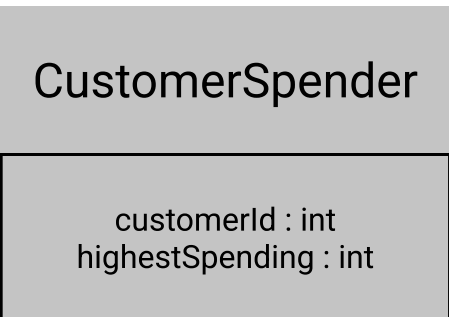 CustomerSpender
customerId : int
highestSpending : int